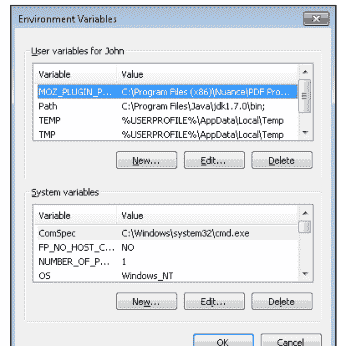 Environment Variables
User variables for John
Variable Value
MOZ_PLUGIN_P... C:\Program Files (x86)\Nuance\PDF Pro...
Path C:\Program Files\Java\jdk1.7.0\bin;
TEMP %USERPROFILE%\AppData\Local\Temp
TMP %USERPROFILE%\AppData\Local\Temp
New... Edit... Delete
System variables
Variable Value
ComSpec C:\Windows\system32\cmd.exe
FP_NO_HOST_C... NO
NUMBER_OF_P... 1
OS Windows_NT
New... Edit... Delete
OK Cancel